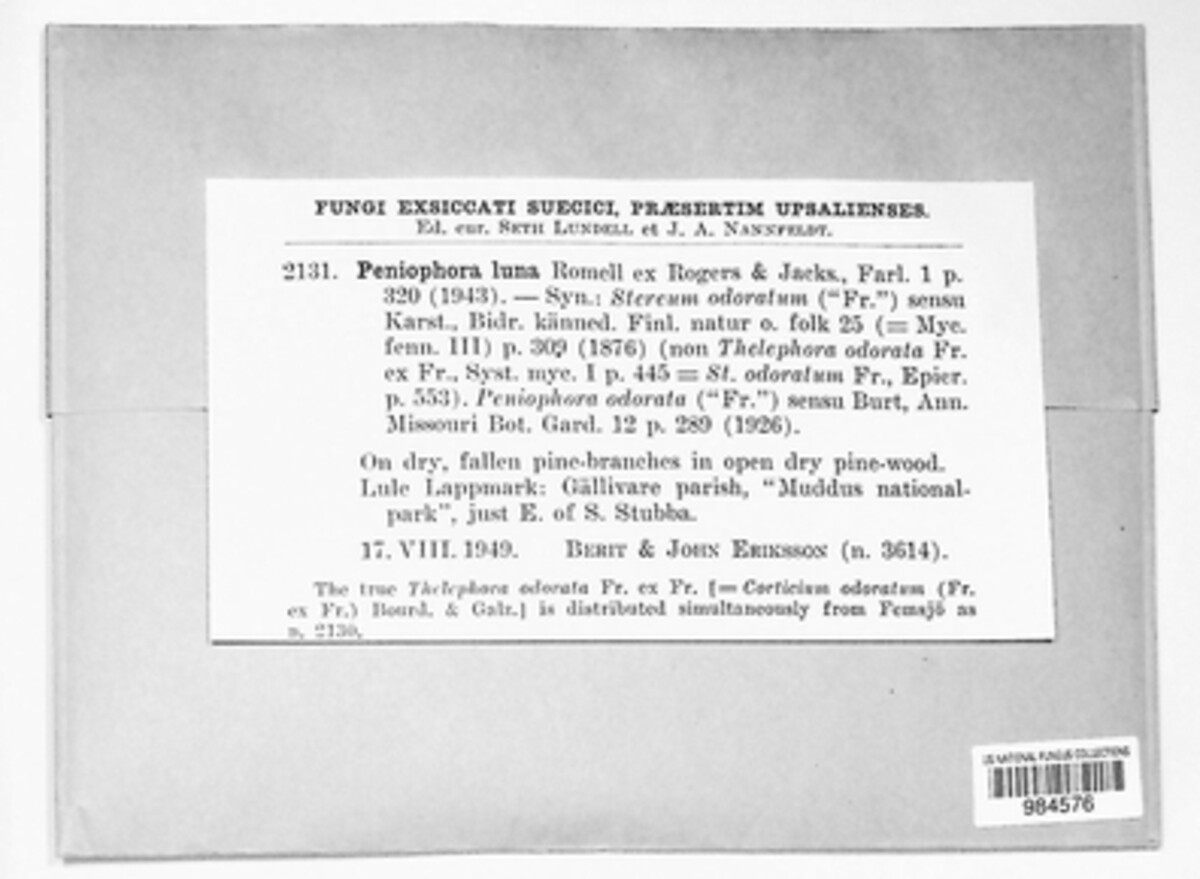 FUNGI EXSICCATI SUECICI, PRÆSERTIM UPSALIENSES.
Ed. cur. SETH LUNDELL et J. A. NANNFELDT.
2131. Peniophora luna Romell ex Rogers & Jacks., Farl. 1 p.
320 (1943). — Syn.: Stereum odoratum ("Fr.") sensu
Karst., Bidr. känned. Finl. natur o. folk 25 (= Myc.
fenn. III) p. 309 (1876) (non Thelephora odorata Fr.
ex Fr., Syst. myc. I p. 445 = St. odoratum Fr., Epicr.
p. 553). Peniophora odorata ("Fr.") sensu Burt, Ann.
Missouri Bot. Gard. 12 p. 289 (1926).
On dry, fallen pine-branches in open dry pine-wood.
Lule Lappmark: Gällivare parish, "Muddus national-
park", just E. of S. Stubba.
17. VIII. 1949. BERIT & JOHN ERIKSSON (n. 3614).
The true Thelephora odorata Fr. ex Fr. [= Corticium odoratum (Fr.
ex Fr.) Bourd. & Galz.] is distributed simultaneously from Femsjö as
n. 2130.
US NATIONAL FUNGUS COLLECTIONS
984576